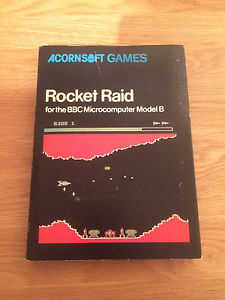 ACORNSOFT GAMES
Rocket Raid
for the BBC Microcomputer Model B